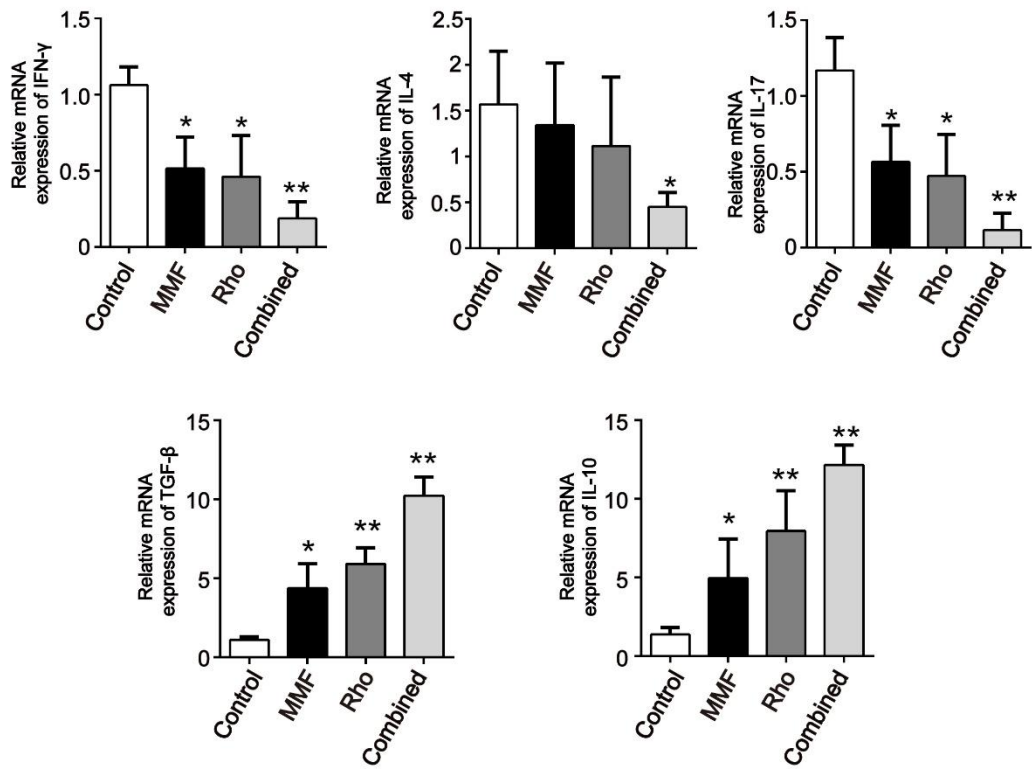 Relative mRNA
expression of IFN-γ
1.5
1.0
0.5
0
*
*
**
Control
MMF
Rho
Combined
Relative mRNA
expression of IL-4
2.5
2
1.5
1
0.5
0
*
Control
MMF
Rho
Combined
Relative mRNA
expression of IL-17
1.5
1.0
0.5
0
*
*
**
Control
MMF
Rho
Combined
Relative mRNA
expression of TGF-β
15
10
5
0
*
**
**
Control
MMF
Rho
Combined
Relative mRNA
expression of IL-10
15
10
5
0
*
**
**
Control
MMF
Rho
Combined